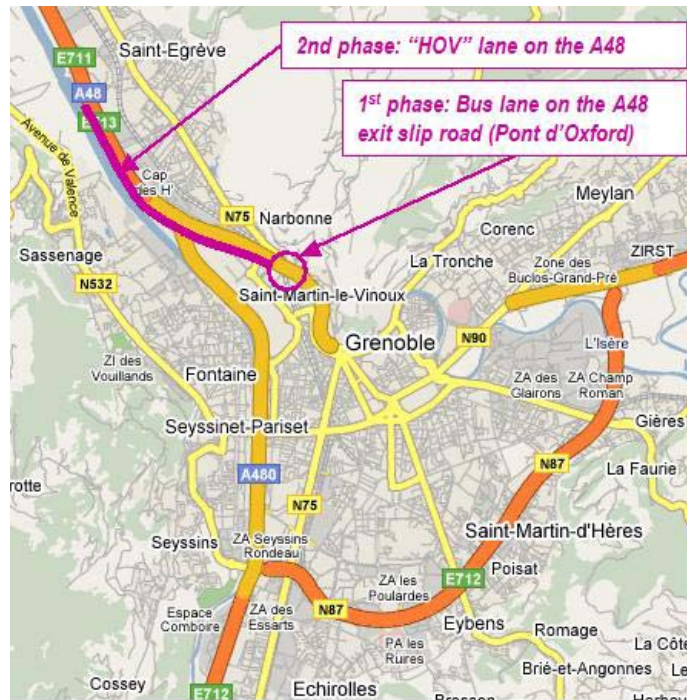 Saint-Egrève
2nd phase: “HOV” lane on the A48
E711
A48
1st phase: Bus lane on the A48
exit slip road (Pont d’Oxford)
Avenue de Valence
Cap
des H'
N75
Narbonne
Meylan
Corenc
Sassenage
La Tronche
ZIRST
Zone des
Buclos-Grand-Pré
N532
Saint-Martin-le-Vinoux
Grenoble
N90
L'Isère
ZI des
Vouillands
Fontaine
ZA des
Glairons
ZA Champ
Roman
Seyssinet-Pariset
Gières
A480
N87
La Faurie
N75
Saint-Martin-d'Hères
Seyssins
ZA Seyssins
Rondeau
Poisat
ZA les
Poulardes
E712
Espace
Comboire
ZA des
Essarts
N87
Eybens
Romage
PA les
Ruires
La Côte
Brié-et-Angonnes
Cossey
E712
Echirolles